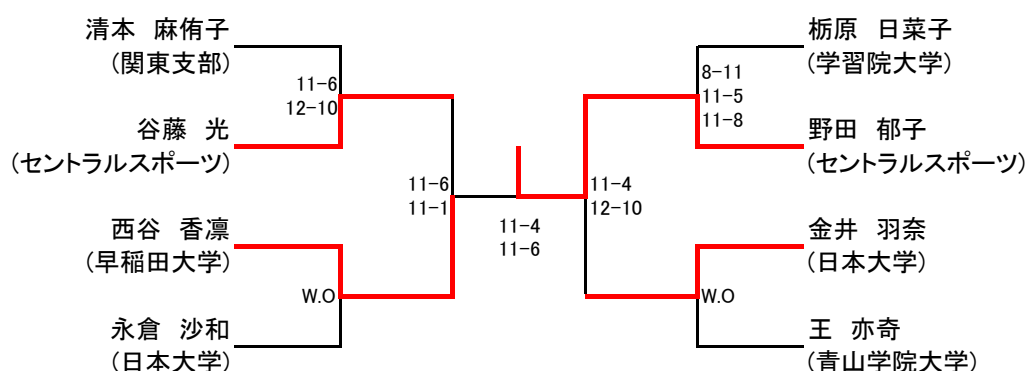 清本 麻侑子
(関東支部)
11-6
12-10
谷藤 光
(セントラルスポーツ)
11-6
11-1
西谷 香凛
(早稲田大学)
W.O
永倉 沙和
(日本大学)
11-4
11-6
栃原 日菜子
(学習院大学)
8-11
11-5
11-8
野田 郁子
(セントラルスポーツ)
11-4
12-10
金井 羽奈
(日本大学)
W.O
王 亦奇
(青山学院大学)